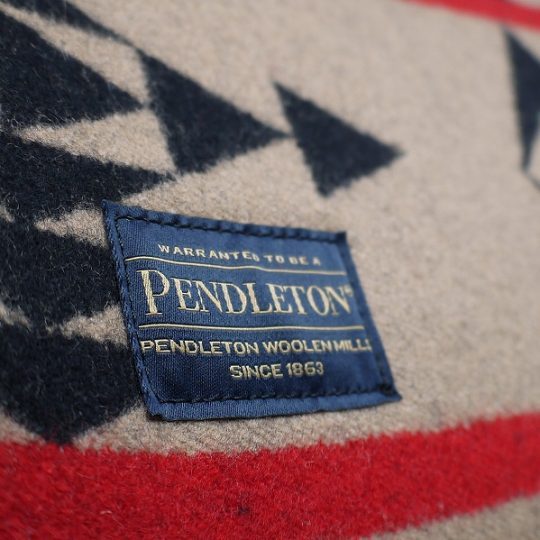 WARRANTED TO BE A
PENDLETON®
PENDLETON WOOLEN MILLS
SINCE 1863